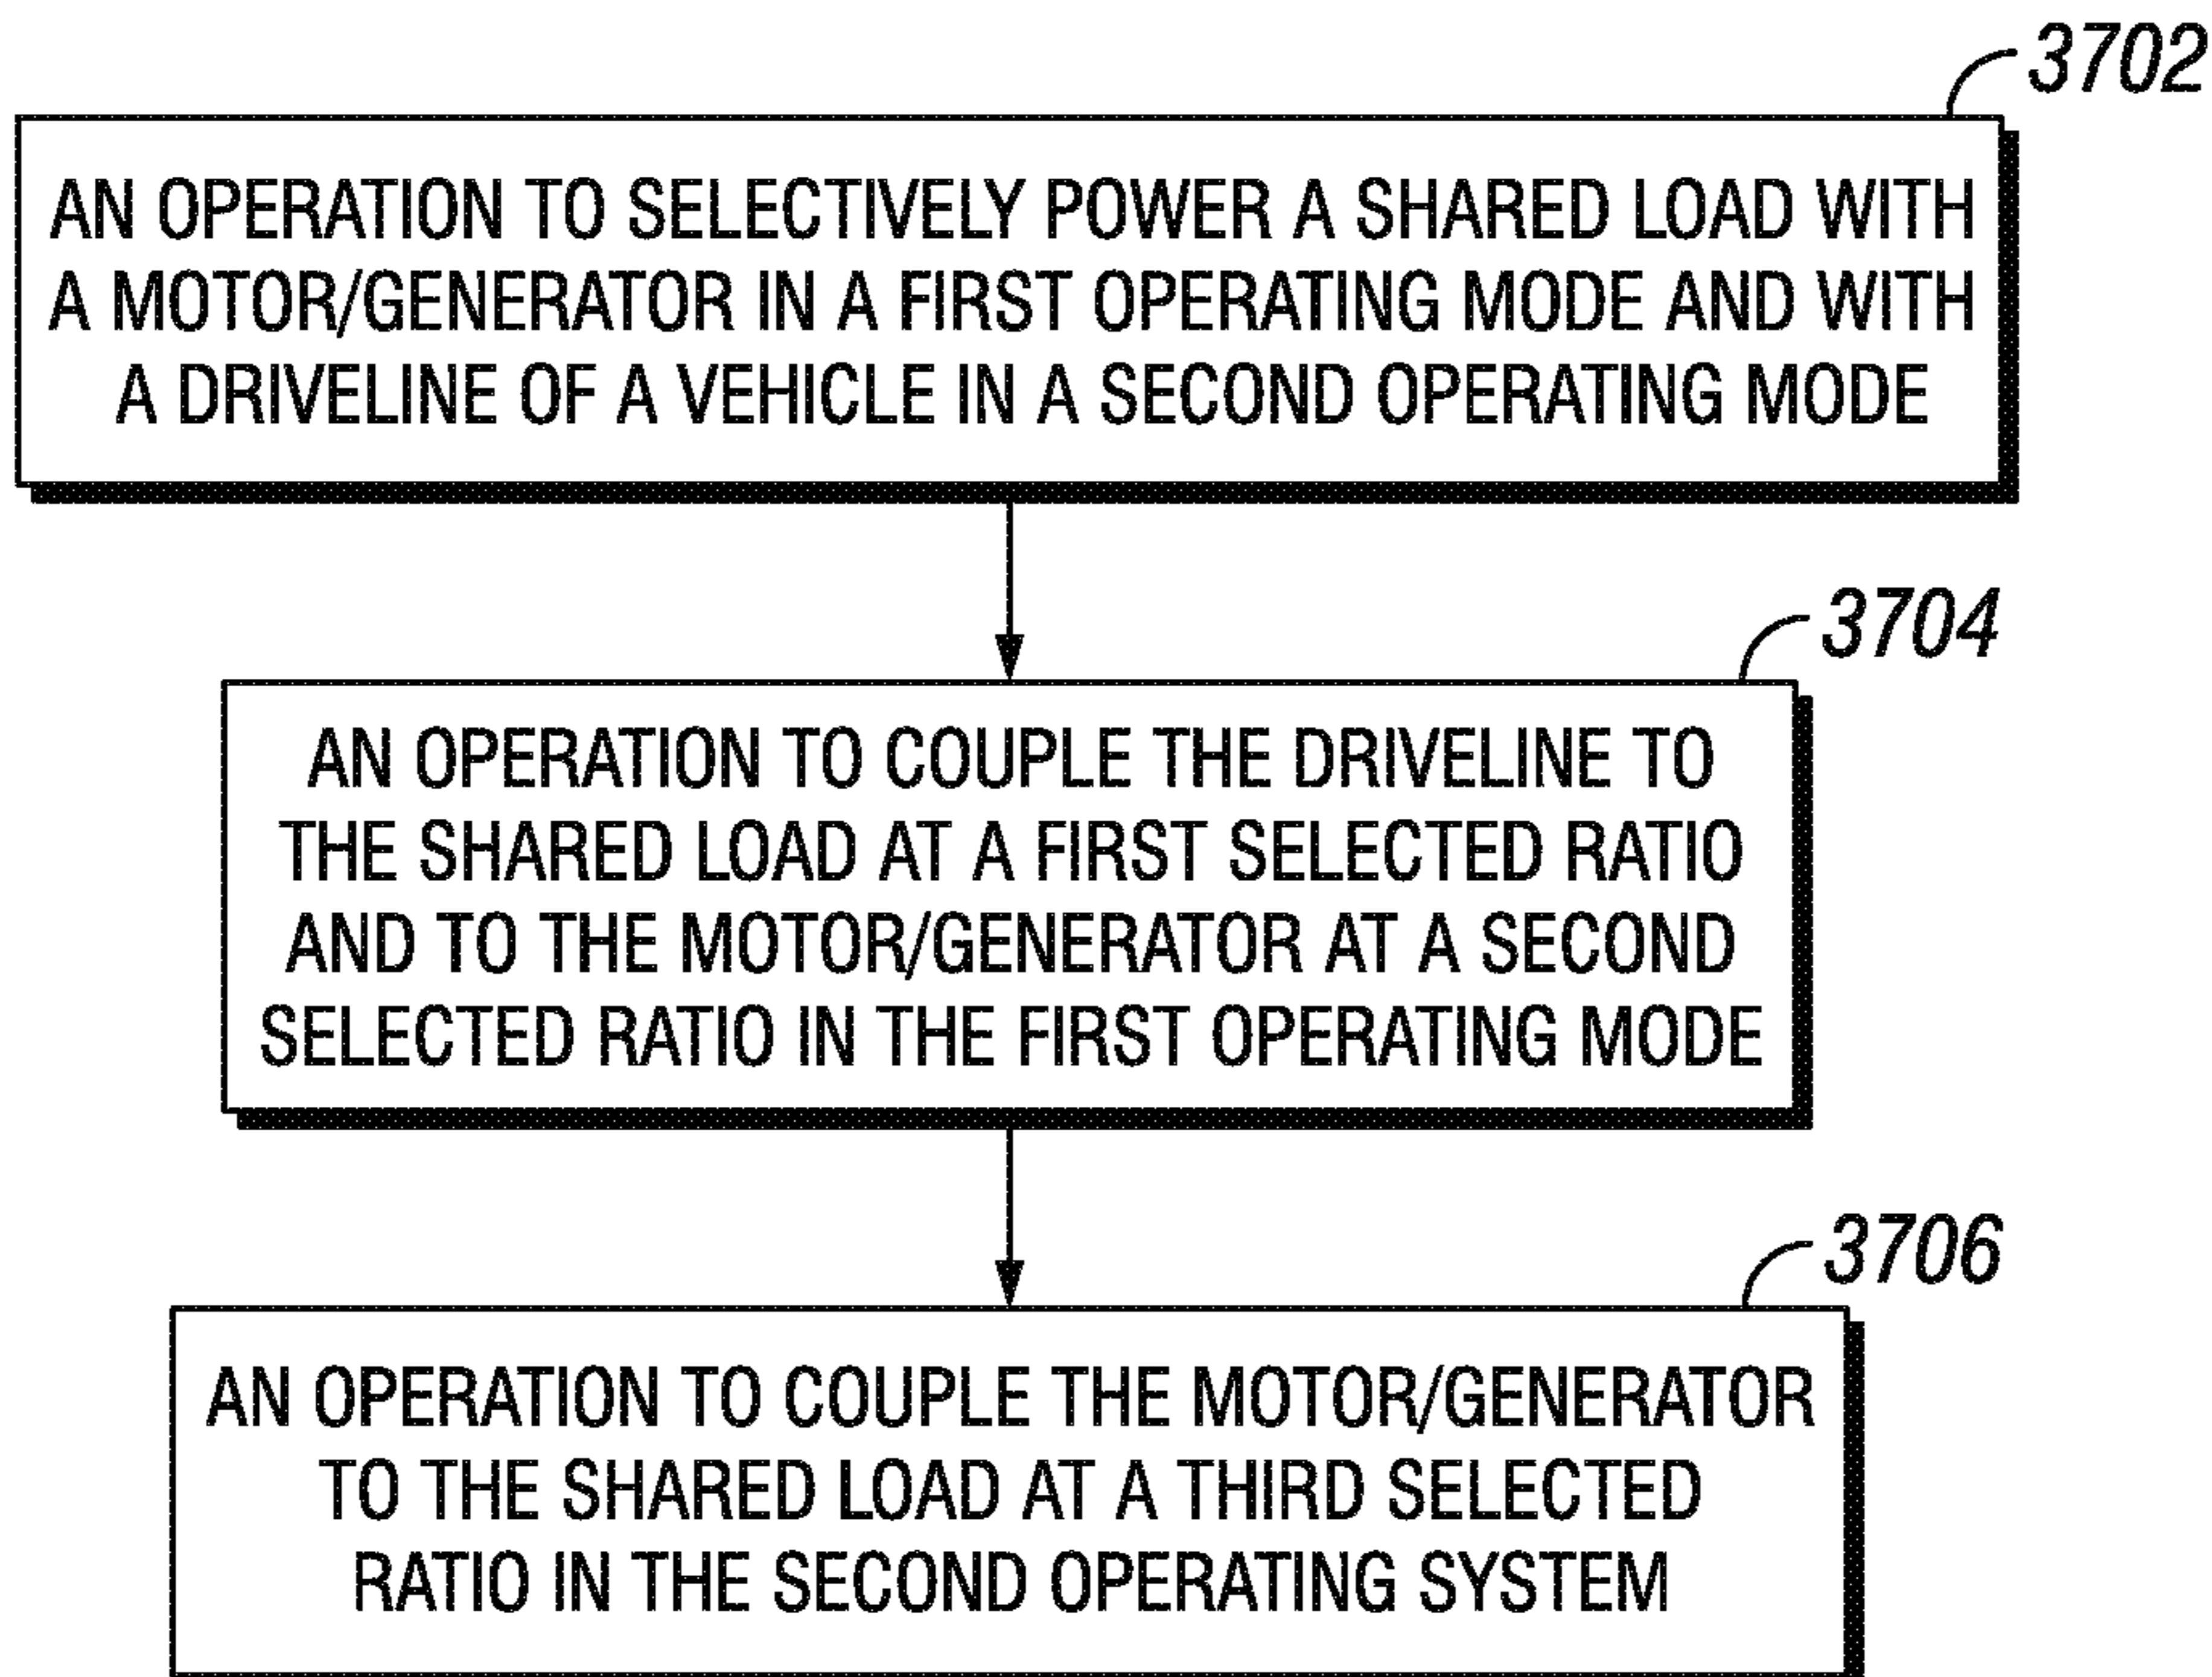 3702
AN OPERATION TO SELECTIVELY POWER A SHARED LOAD WITH
A MOTOR/GENERATOR IN A FIRST OPERATING MODE AND WITH
A DRIVELINE OF A VEHICLE IN A SECOND OPERATING MODE
3704
AN OPERATION TO COUPLE THE DRIVELINE TO
THE SHARED LOAD AT A FIRST SELECTED RATIO
AND TO THE MOTOR/GENERATOR AT A SECOND
SELECTED RATIO IN THE FIRST OPERATING MODE
3706
AN OPERATION TO COUPLE THE MOTOR/GENERATOR
TO THE SHARED LOAD AT A THIRD SELECTED
RATIO IN THE SECOND OPERATING SYSTEM